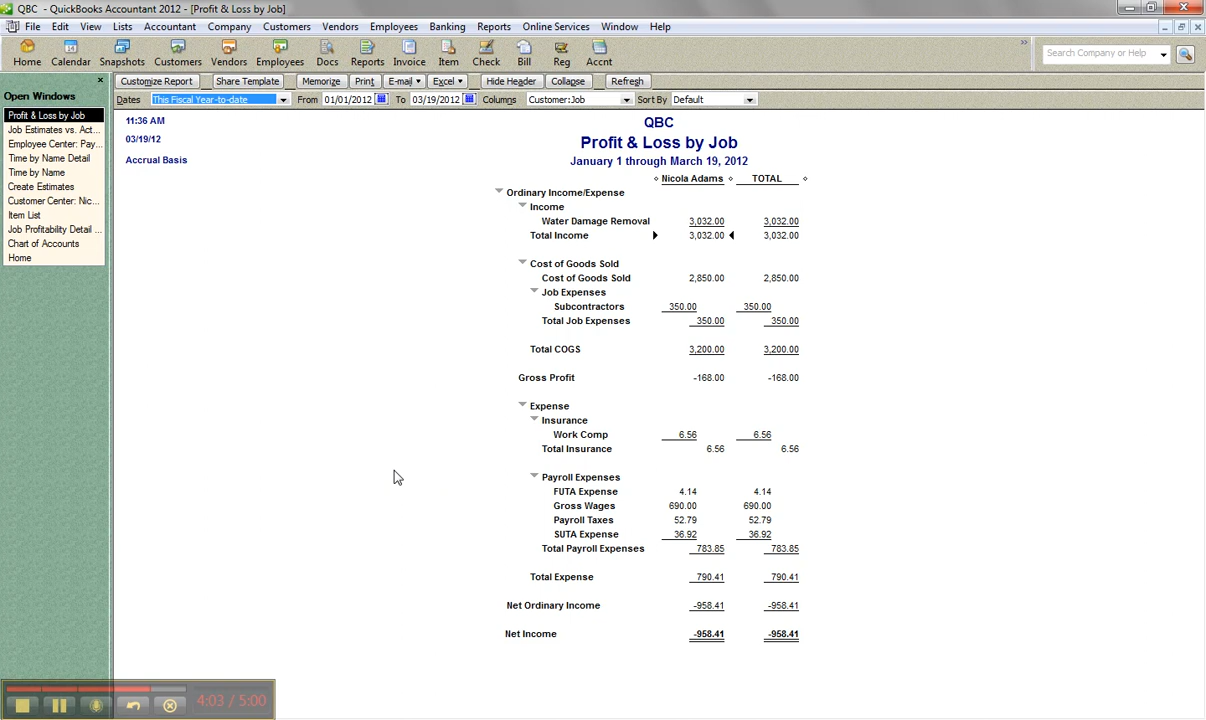 QBC - QuickBooks Accountant 2012 - [Profit & Loss by Job]
File Edit View Lists Accountant Company Customers Vendors Employees Banking Reports Online Services Window Help
Home Calendar Snapshots Customers Vendors Employees Docs Reports Invoice Item Check Bill Reg Accnt Search Company or Help
Customize Report Share Template Memorize Print E-mail Excel Hide Header Collapse Refresh
Open Windows
Dates This Fiscal Year-to-date From 01/01/2012 To 03/19/2012 Columns Customer:Job Sort By Default
Profit & Loss by Job
Job Estimates vs. Act...
Employee Center: Pay...
Time by Name Detail
Time by Name
Create Estimates
Customer Center: Nic...
Item List
Job Profitability Detail ...
Chart of Accounts
Home
11:36 AM
03/19/12
Accrual Basis
QBC
Profit & Loss by Job
January 1 through March 19, 2012
Nicola Adams TOTAL
Ordinary Income/Expense
Income
Water Damage Removal 3,032.00 3,032.00
Total Income 3,032.00 3,032.00
Cost of Goods Sold
Cost of Goods Sold 2,850.00 2,850.00
Job Expenses
Subcontractors 350.00 350.00
Total Job Expenses 350.00 350.00
Total COGS 3,200.00 3,200.00
Gross Profit -168.00 -168.00
Expense
Insurance
Work Comp 6.56 6.56
Total Insurance 6.56 6.56
Payroll Expenses
FUTA Expense 4.14 4.14
Gross Wages 690.00 690.00
Payroll Taxes 52.79 52.79
SUTA Expense 36.92 36.92
Total Payroll Expenses 783.85 783.85
Total Expense 790.41 790.41
Net Ordinary Income -958.41 -958.41
Net Income -958.41 -958.41
4:03 / 5:00